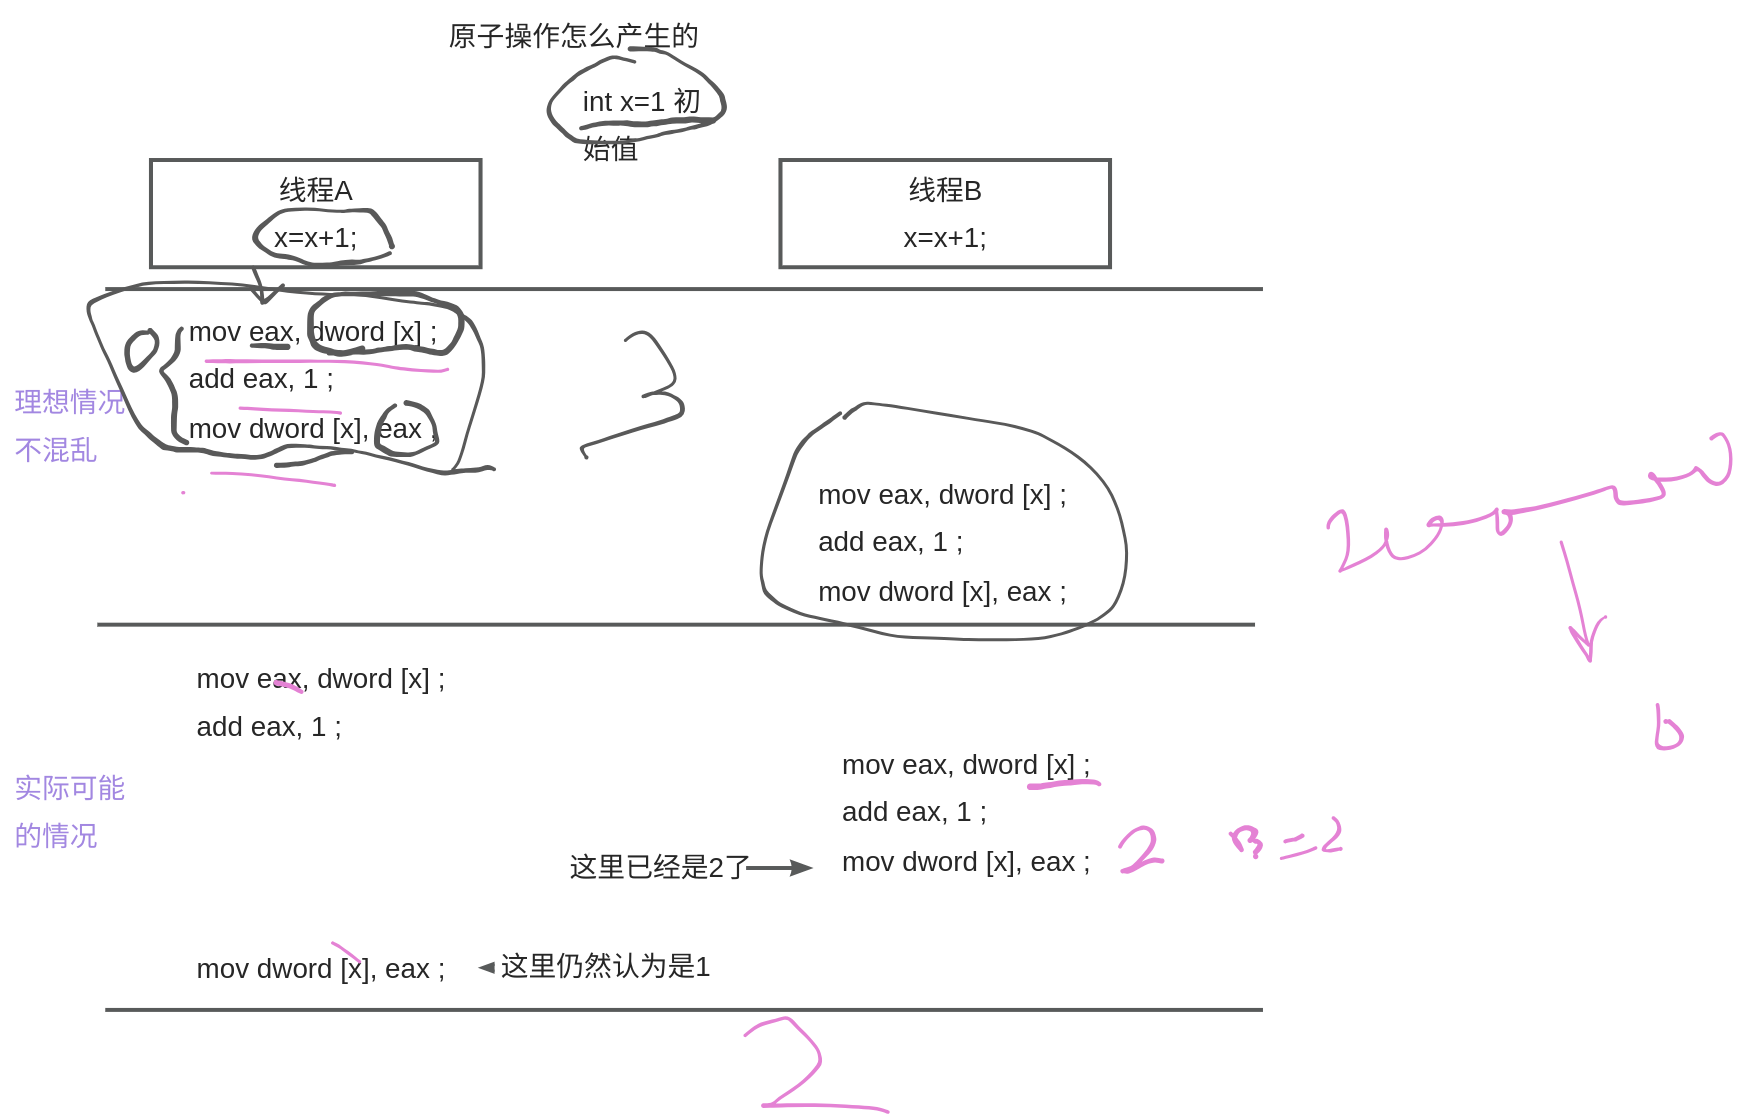 原子操作怎么产生的
int x=1 初
始值
线程A
x=x+1;
线程B
x=x+1;
理想情况
不混乱
mov eax, dword [x] ;
add eax, 1 ;
mov dword [x], eax ;
3
mov eax, dword [x] ;
add eax, 1 ;
mov dword [x], eax ;
实际可能
的情况
mov eax, dword [x] ;
add eax, 1 ;
mov eax, dword [x] ;
add eax, 1 ;
这里已经是2了
mov dword [x], eax ;
2
B=2
b
mov dword [x], eax ;
这里仍然认为是1
2